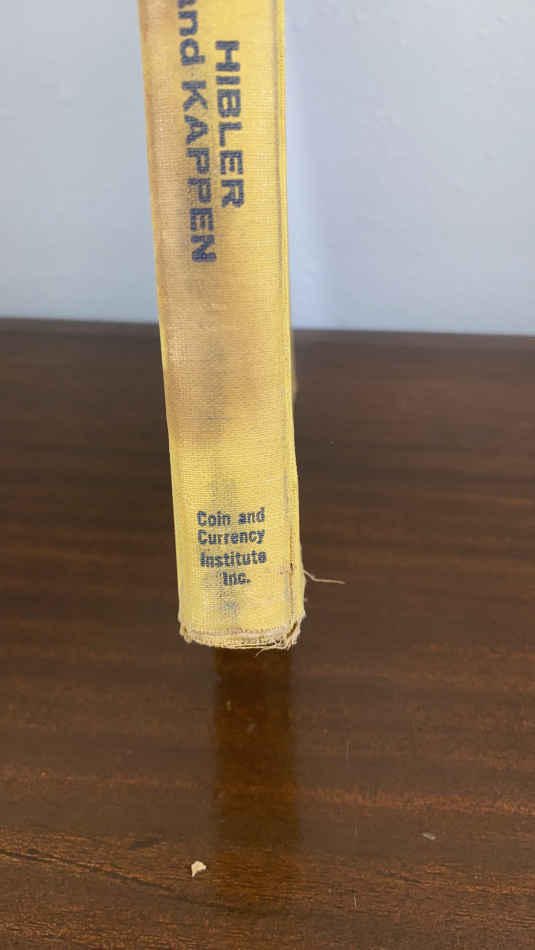 HIBLER
and KAPPEN
Coin and
Currency
Institute
Inc.